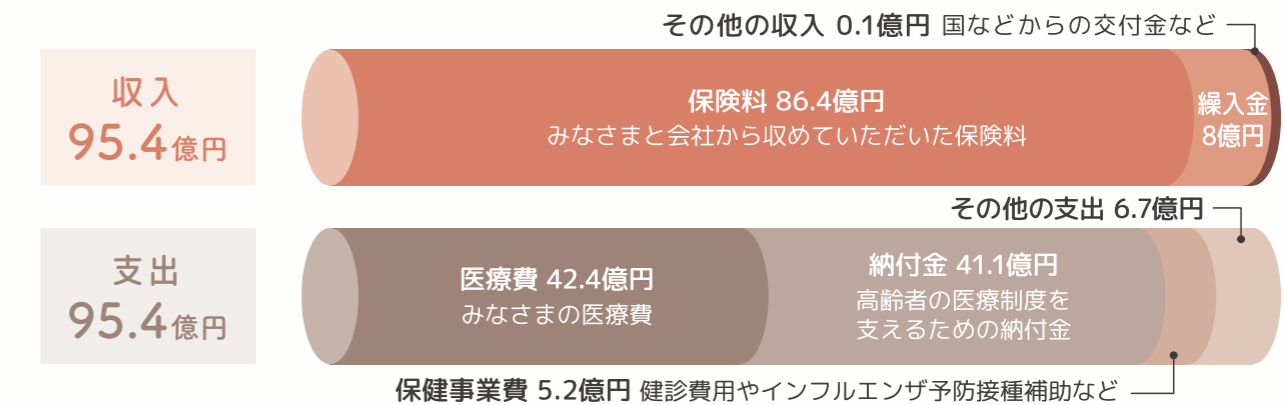 その他の収入 0.1億円 国などからの交付金など
収入
95.4億円
保険料 86.4億円
みなさまと会社から収めていただいた保険料
繰入金
8億円
その他の支出 6.7億円
支出
95.4億円
医療費 42.4億円
みなさまの医療費
納付金 41.1億円
高齢者の医療制度を
支えるための納付金
保健事業費 5.2億円 健診費用やインフルエンザ予防接種補助など